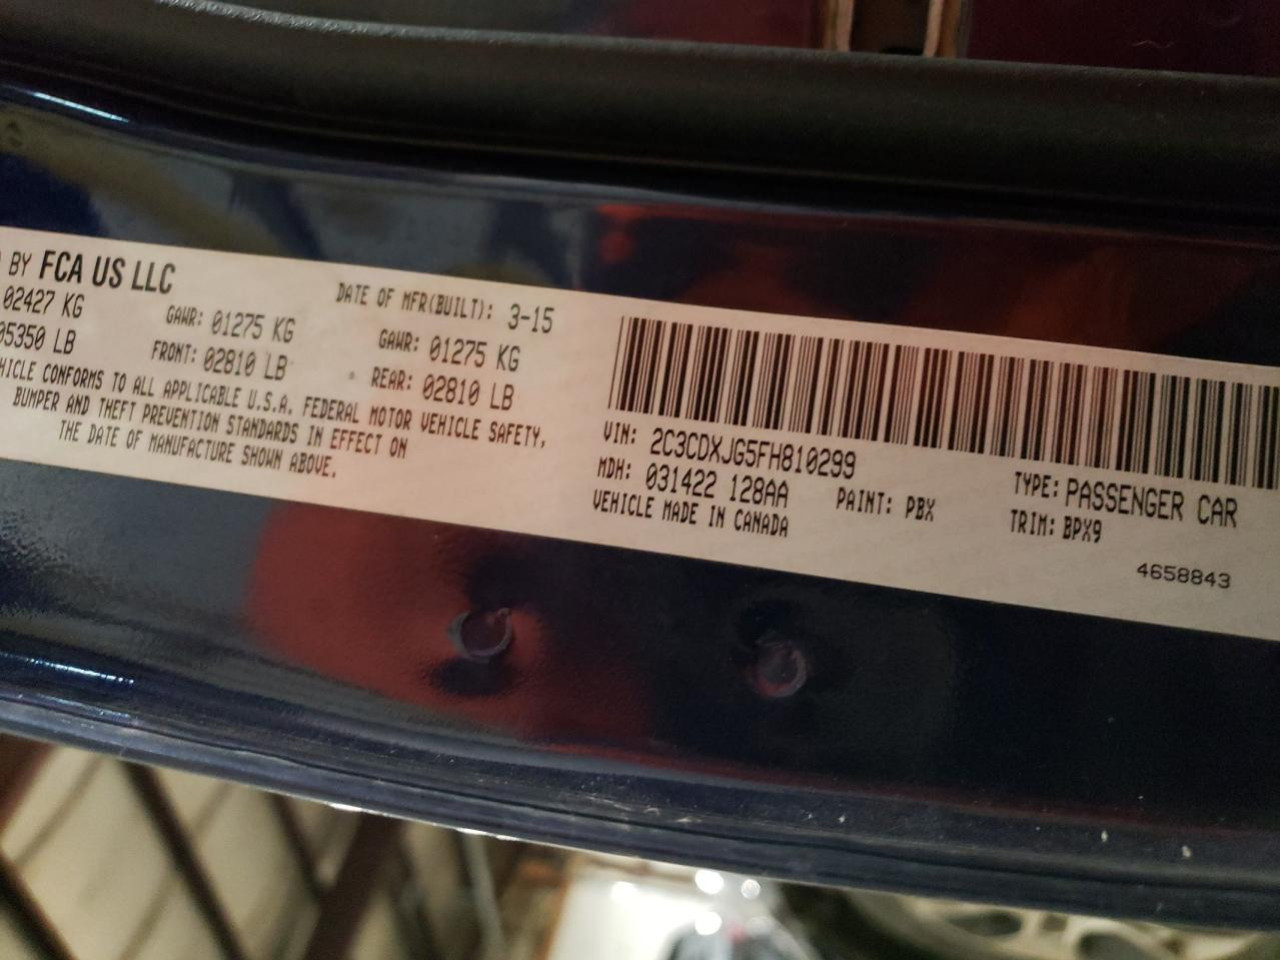 BY FCA US LLC
DATE OF MFR(BUILT): 3-15
02427 KG
GAWR: 01275 KG
GAWR: 01275 KG
05350 LB
FRONT: 02810 LB
REAR: 02810 LB
VEHICLE CONFORMS TO ALL APPLICABLE U.S.A. FEDERAL MOTOR VEHICLE SAFETY,
BUMPER AND THEFT PREVENTION STANDARDS IN EFFECT ON
THE DATE OF MANUFACTURE SHOWN ABOVE.
VIN: 2C3CDXJG5FH810299
TYPE: PASSENGER CAR
MDH: 031422 128AA
PAINT: PBX
TRIM: BPX9
VEHICLE MADE IN CANADA
4658843